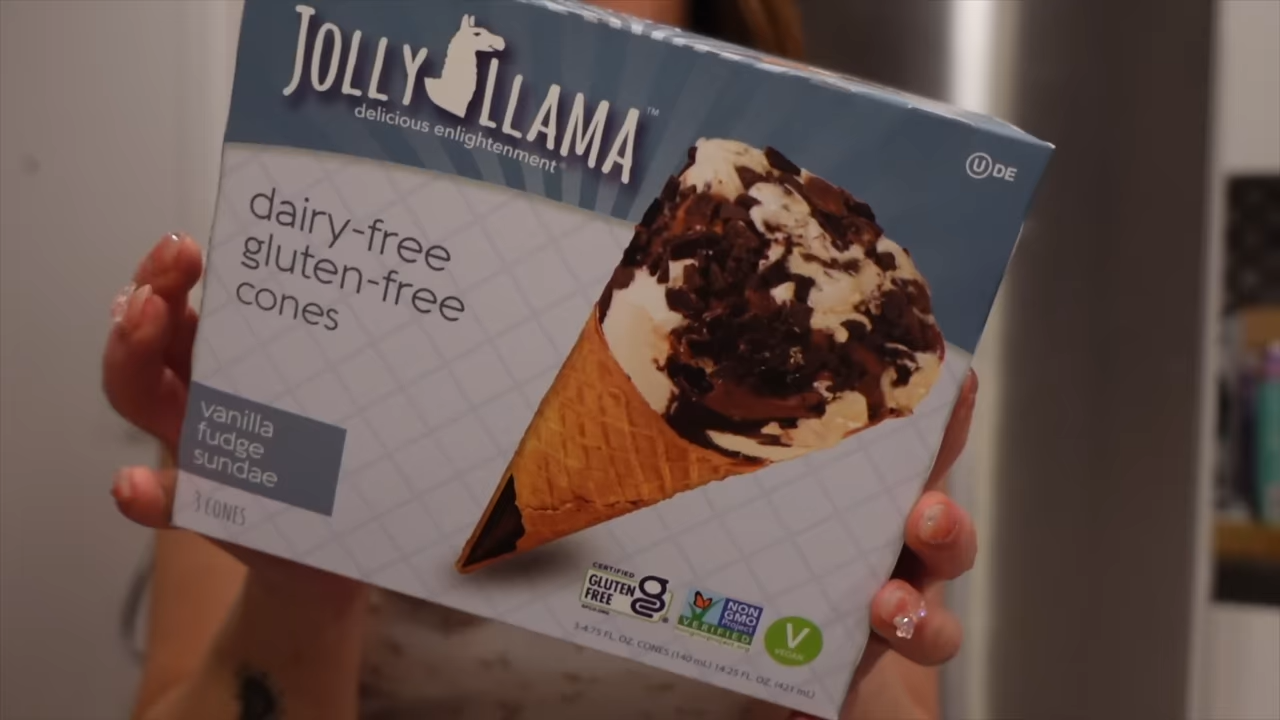 JOLLY LLAMA™
delicious enlightenment
U DE
dairy-free
gluten-free
cones
vanilla
fudge
sundae
3 CONES
CERTIFIED
GLUTEN
FREE
NON
GMO
Project
VERIFIED
V
VEGAN
3-4.75 FL. OZ. CONES (140 mL) 14.25 FL. OZ. (421 mL)